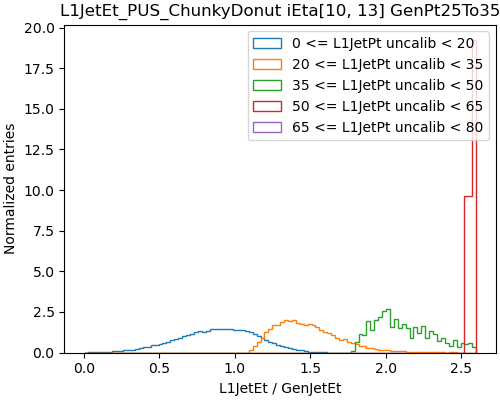 L1JetEt_PUS_ChunkyDonut iEta[10, 13] GenPt25To35
20.0
17.5
15.0
12.5
10.0
7.5
5.0
2.5
0.0
Normalized entries
0 <= L1JetPt uncalib < 20
20 <= L1JetPt uncalib < 35
35 <= L1JetPt uncalib < 50
50 <= L1JetPt uncalib < 65
65 <= L1JetPt uncalib < 80
0.0 0.5 1.0 1.5 2.0 2.5
L1JetEt / GenJetEt